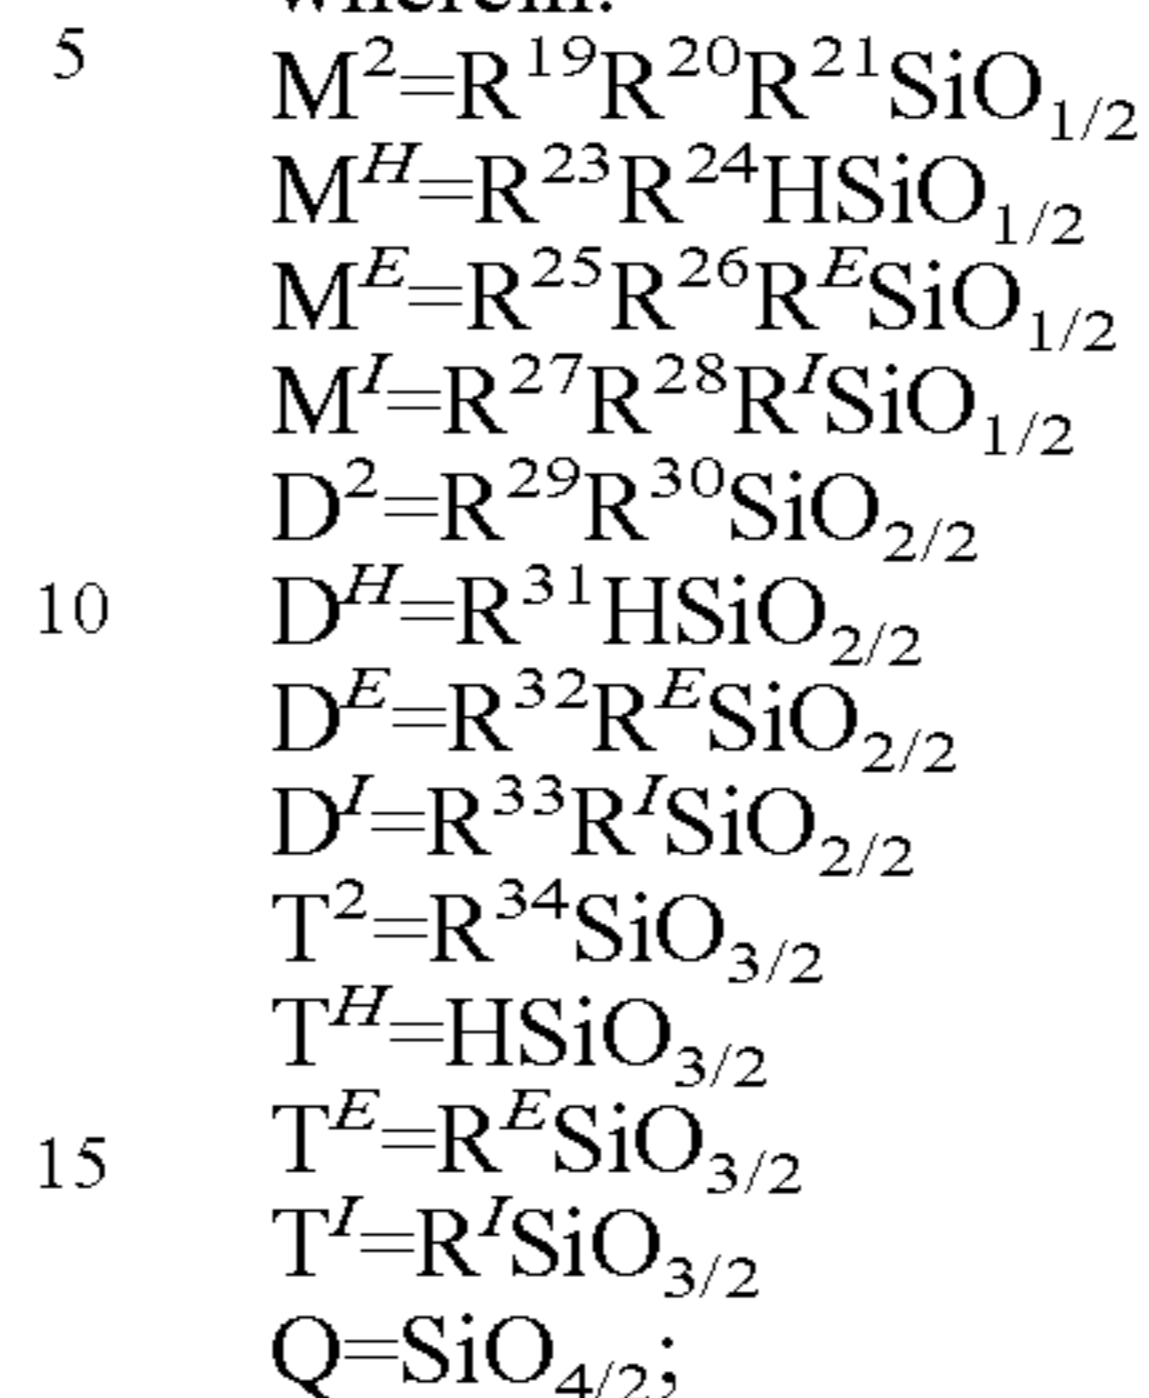 wherein:
5 M²=R¹⁹R²⁰R²¹SiO₁/₂
Mᴴ=R²³R²⁴HSiO₁/₂
Mᴱ=R²⁵R²⁶RᴱSiO₁/₂
Mᴵ=R²⁷R²⁸RᴵSiO₁/₂
D²=R²⁹R³⁰SiO₂/₂
10 Dᴴ=R³¹HSiO₂/₂
Dᴱ=R³²RᴱSiO₂/₂
Dᴵ=R³³RᴵSiO₂/₂
T²=R³⁴SiO₃/₂
Tᴴ=HSiO₃/₂
15 Tᴱ=RᴱSiO₃/₂
Tᴵ=RᴵSiO₃/₂
Q=SiO₄/₂;